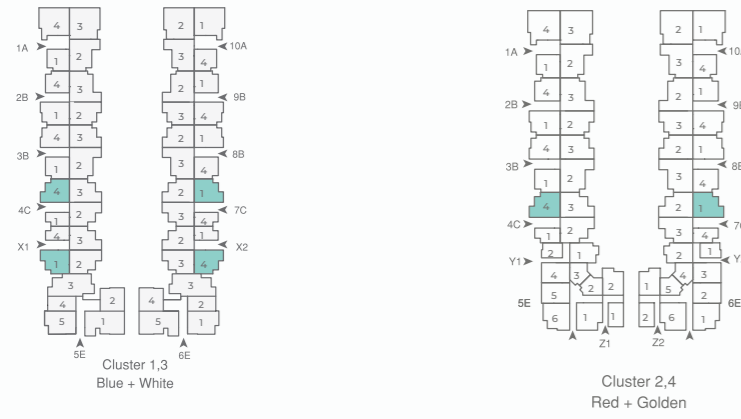 4 3 2 1
1A 10A
1 2 3 4
4 3 2 1
2B 9B
1 2 3 4
4 3 2 1
3B 8B
1 2 3 4
4 3 2 1
4C 7C
1 2 3 4
4 3 2 1
X1 X2
1 2 3 4
3 3
4 2 4 2
5 1 5 1
5E 6E
Cluster 1,3
Blue + White
4 3 2 1
1A 10
1 2 3 4
4 3 2 1
2B 9B
1 2 3 4
4 3 2 1
3B 8B
1 2 3 4
4 3 2 1
4C 7C
1 2 3 4
2 1 2 1
Y1 Y
4 3 4 3
5 2 2 1 5 2
5E 6E
6 1 1 2 6 1
Z1 Z2
Cluster 2,4
Red + Golden